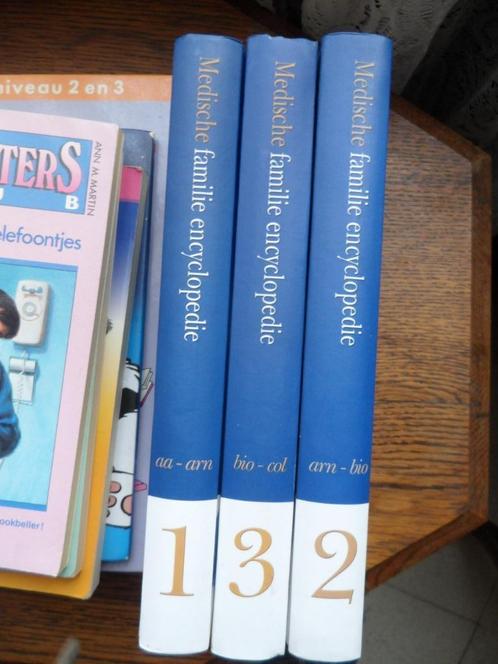 niveau 2 en 3
TERS
U B
ANN M. MARTIN
elefoontjes
ookbeller!
Medische familie encyclopedie
aa - arn
1
Medische familie encyclopedie
bio - col
3
Medische familie encyclopedie
arn - bio
2